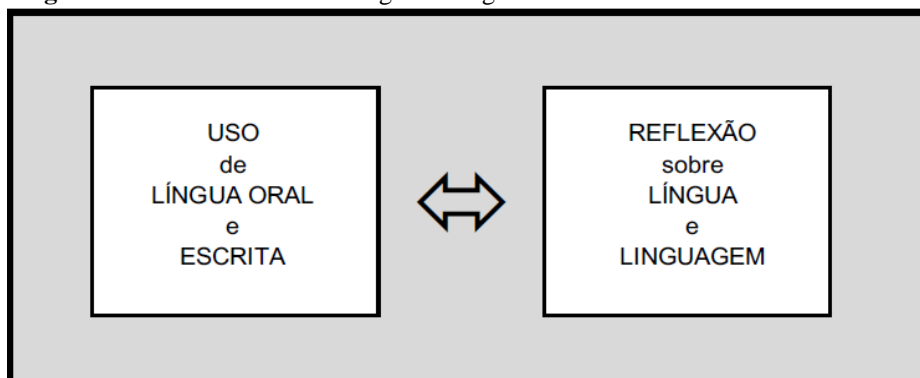 USO
de
LÍNGUA ORAL
e
ESCRITA
REFLEXÃO
sobre
LÍNGUA
e
LINGUAGEM